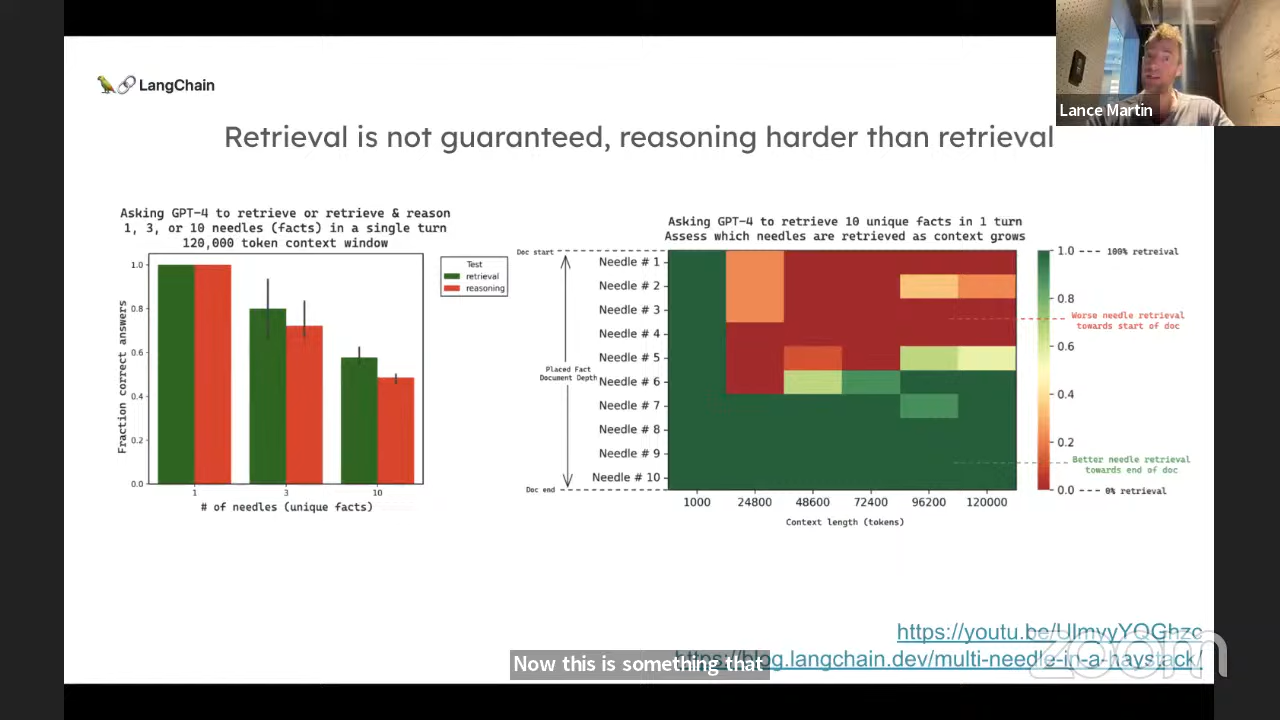 LangChain
Lance Martin
Retrieval is not guaranteed, reasoning harder than retrieval
Asking GPT-4 to retrieve or retrieve & reason
1, 3, or 10 needles (facts) in a single turn
120,000 token context window
Fraction correct answers
1.0
0.8
0.6
0.4
0.2
0.0
1
3
10
# of needles (unique facts)
Test
retrieval
reasoning
Asking GPT-4 to retrieve 10 unique facts in 1 turn
Assess which needles are retrieved as context grows
Doc start
Placed Fact
Document Depth
Doc end
Needle # 1
Needle # 2
Needle # 3
Needle # 4
Needle # 5
Needle # 6
Needle # 7
Needle # 8
Needle # 9
Needle # 10
1000
24800
48600
72400
96200
120000
Context length (tokens)
1.0
0.8
0.6
0.4
0.2
0.0
100% retreival
Worse needle retrieval
towards start of doc
Better needle retrieval
towards end of doc
0% retrieval
Now this is something that
zoom